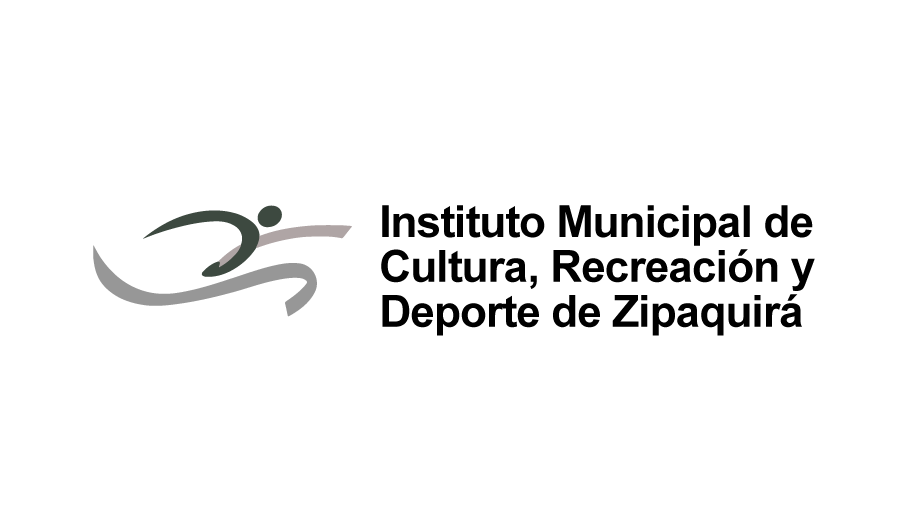 Instituto Municipal de
Cultura, Recreación y
Deporte de Zipaquirá